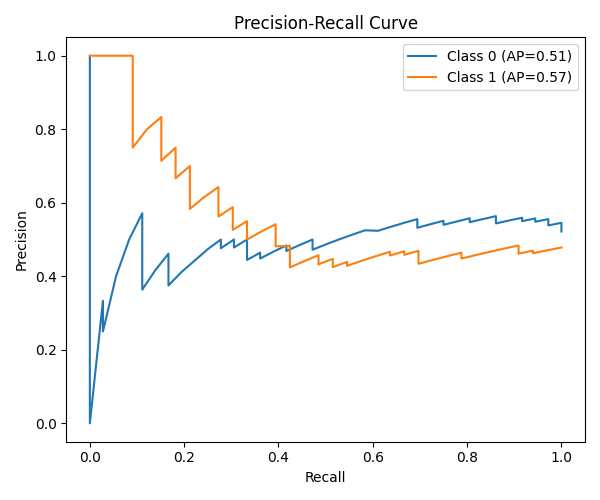 Precision-Recall Curve
Class 0 (AP=0.51)
Class 1 (AP=0.57)
Precision
1.0
0.8
0.6
0.4
0.2
0.0
0.0 0.2 0.4 0.6 0.8 1.0
Recall